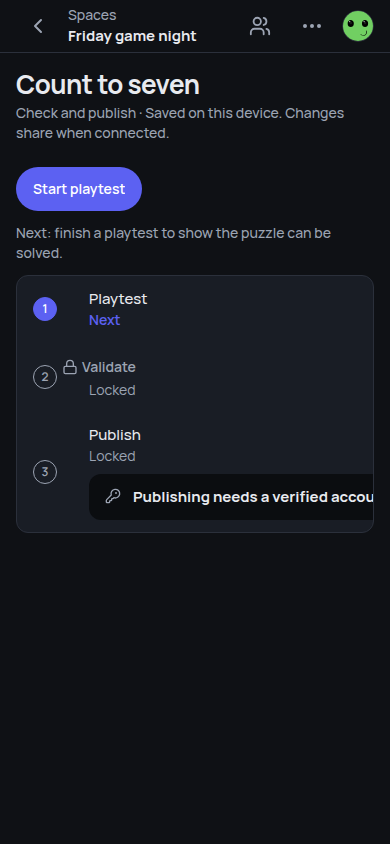 Spaces
Friday game night
Count to seven
Check and publish · Saved on this device. Changes
share when connected.
Start playtest
Next: finish a playtest to show the puzzle can be
solved.
1
Playtest
Next
2
Validate
Locked
3
Publish
Locked
Publishing needs a verified accou